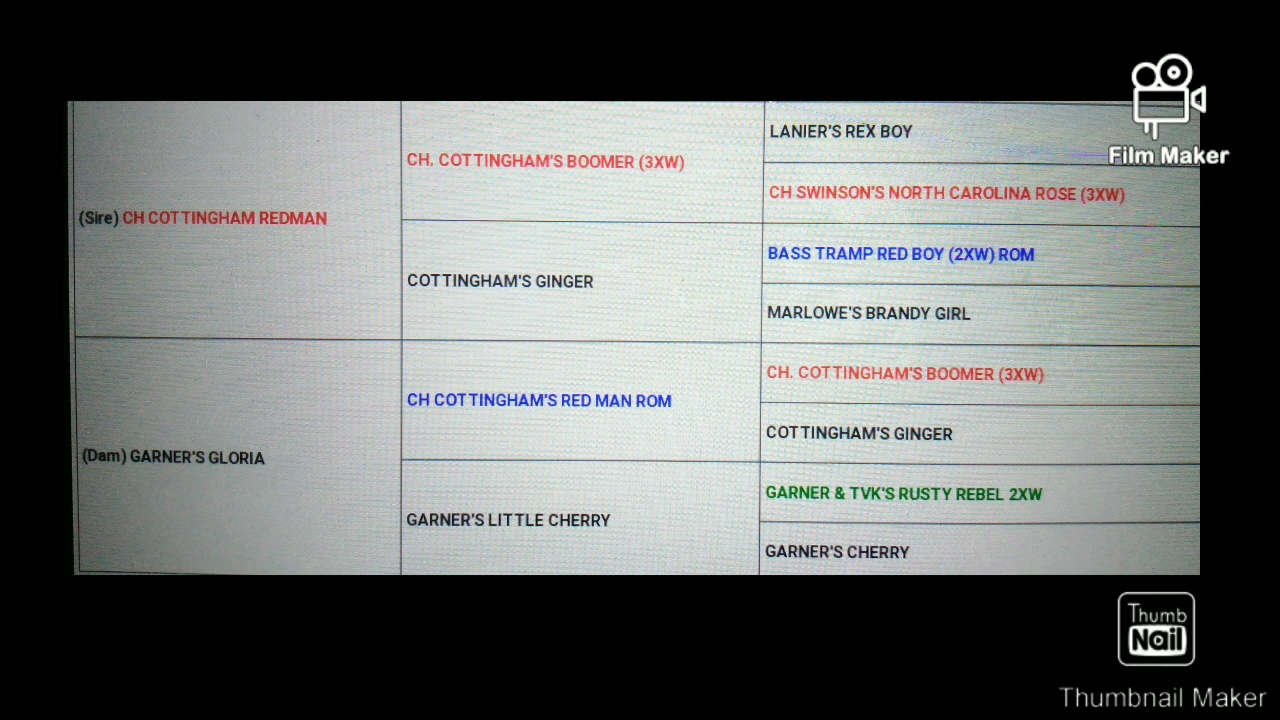 LANIER'S REX BOY
CH. COTTINGHAM'S BOOMER (3XW)
CH SWINSON'S NORTH CAROLINA ROSE (3XW)
(Sire) CH COTTINGHAM REDMAN
BASS TRAMP RED BOY (2XW) ROM
COTTINGHAM'S GINGER
MARLOWE'S BRANDY GIRL
CH. COTTINGHAM'S BOOMER (3XW)
CH COTTINGHAM'S RED MAN ROM
COTTINGHAM'S GINGER
(Dam) GARNER'S GLORIA
GARNER & TVK'S RUSTY REBEL 2XW
GARNER'S LITTLE CHERRY
GARNER'S CHERRY
Film Maker
Thumb
Nail
Thumbnail Maker